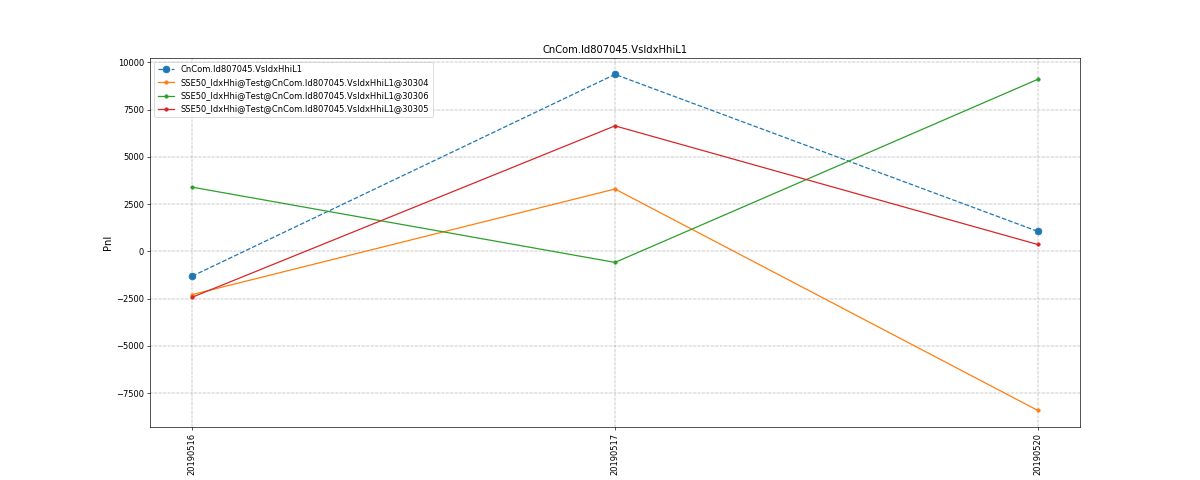 CnCom.Id807045.VsIdxHhiL1
10000
7500
5000
2500
0
−2500
−5000
−7500
Pnl
CnCom.Id807045.VsIdxHhiL1
SSE50_IdxHhi@Test@CnCom.Id807045.VsIdxHhiL1@30304
SSE50_IdxHhi@Test@CnCom.Id807045.VsIdxHhiL1@30306
SSE50_IdxHhi@Test@CnCom.Id807045.VsIdxHhiL1@30305
20190516
20190517
20190520